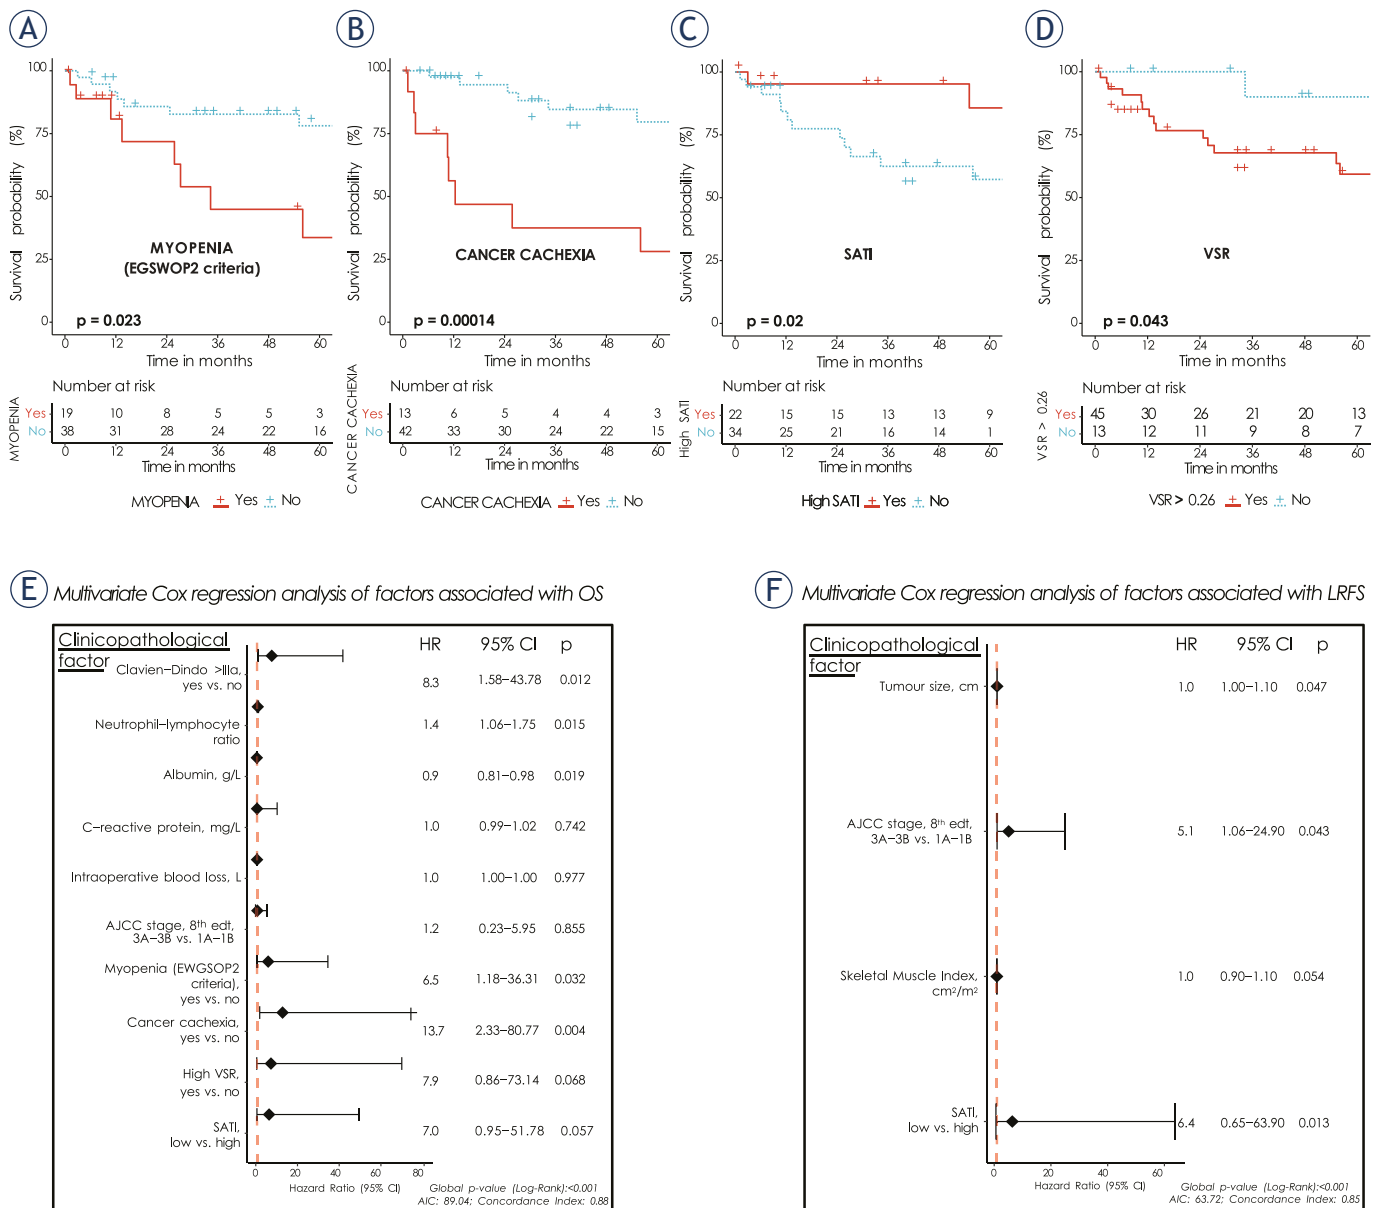 A
B
C
D
Survival probability (%)
100
75
50
25
0
MYOPENIA
(EGSWOP2 criteria)
p = 0.023
0 12 24 36 48 60
Time in months
Survival probability (%)
100
75
50
25
0
CANCER CACHEXIA
p = 0.00014
0 12 24 36 48 60
Time in months
Survival probability (%)
100
75
50
25
0
SATI
p = 0.02
0 12 24 36 48 60
Time in months
Survival probability (%)
100
75
50
25
0
VSR
p = 0.043
0 12 24 36 48 60
Time in months
MYOPENIA
Number at risk
Yes 19 10 8 5 5 3
No 38 31 28 24 22 16
0 12 24 36 48 60
Time in months
MYOPENIA Yes No
CANCER CACHEXIA
Number at risk
Yes 13 6 5 4 4 3
No 42 33 30 24 22 15
0 12 24 36 48 60
Time in months
CANCER CACHEXIA Yes No
High SATI
Number at risk
Yes 22 15 15 13 13 9
No 34 25 21 16 14 1
0 12 24 36 48 60
Time in months
High SATI Yes No
VSR > 0.26
Number at risk
Yes 45 30 26 21 20 13
No 13 12 11 9 8 7
0 12 24 36 48 60
Time in months
VSR > 0.26 Yes No
E Multivariate Cox regression analysis of factors associated with OS
Clinicopathological
factor
HR 95% CI p
Clavien–Dindo >IIIa,
yes vs. no
8.3 1.58–43.78 0.012
Neutrophil–lymphocyte
ratio
1.4 1.06–1.75 0.015
Albumin, g/L 0.9 0.81–0.98 0.019
C–reactive protein, mg/L 1.0 0.99–1.02 0.742
Intraoperative blood loss, L 1.0 1.00–1.00 0.977
AJCC stage, 8th edt,
3A–3B vs. 1A–1B
1.2 0.23–5.95 0.855
Myopenia (EWGSOP2
criteria),
yes vs. no
6.5 1.18–36.31 0.032
Cancer cachexia,
yes vs. no
13.7 2.33–80.77 0.004
High VSR,
yes vs. no
7.9 0.86–73.14 0.068
SATI,
low vs. high
7.0 0.95–51.78 0.057
0 20 40 60 80
Hazard Ratio (95% CI)
Global p-value (Log-Rank):<0.001
AIC: 89.04; Concordance Index: 0.88
F Multivariate Cox regression analysis of factors associated with LRFS
Clinicopathological
factor
HR 95% CI p
Tumour size, cm 1.0 1.00–1.10 0.047
AJCC stage, 8th edt,
3A–3B vs. 1A–1B
5.1 1.06–24.90 0.043
Skeletal Muscle Index,
cm²/m²
1.0 0.90–1.10 0.054
SATI,
low vs. high
6.4 0.65–63.90 0.013
0 20 40 60
Hazard Ratio (95% CI)
Global p-value (Log-Rank):<0.001
AIC: 63.72; Concordance Index: 0.85